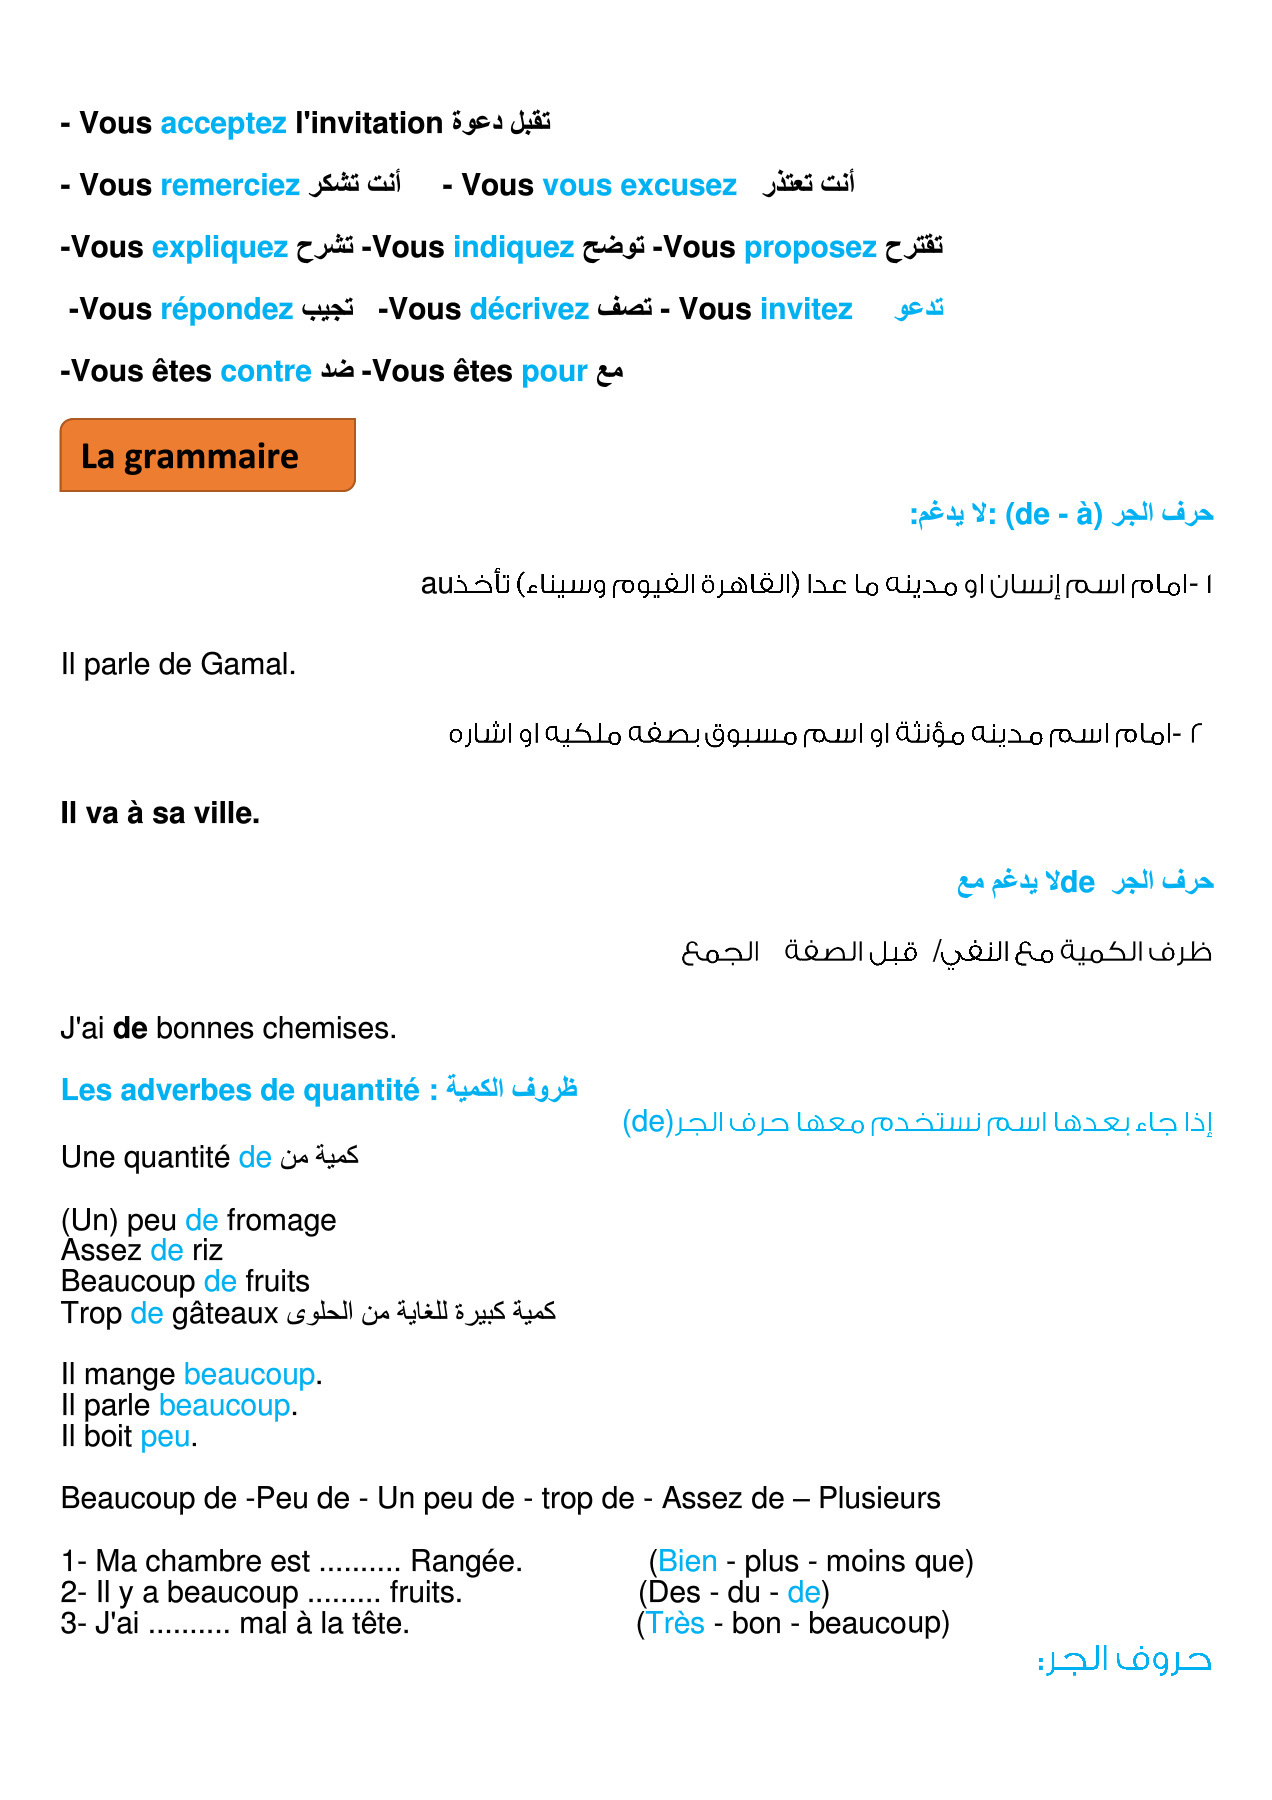 - Vous acceptez l'invitation تقبل دعوة
- Vous remerciez أنت تشكر - Vous vous excusez أنت تعتذر
-Vous expliquez تشرح -Vous indiquez توضح -Vous proposez تقترح
-Vous répondez تجيب -Vous décrivez تصف - Vous invitez تدعو
-Vous êtes contre ضد -Vous êtes pour مع
La grammaire
حرف الجر (de - à) :لا يدغم:
١ -امام اسم إنسان او مدينه ما عدا (القاهرة الفيوم وسيناء) تأخذau
Il parle de Gamal.
٢ -امام اسم مدينه مؤنثة او اسم مسبوق بصفه ملكيه او اشاره
Il va à sa ville.
حرف الجر deلا يدغم مع
ظرف الكمية مع النفي/ قبل الصفة الجمع
J'ai de bonnes chemises.
Les adverbes de quantité : ظروف الكمية
إذا جاء بعدها اسم نستخدم معها حرف الجر(de)
Une quantité de كمية من
(Un) peu de fromage
Assez de riz
Beaucoup de fruits
Trop de gâteaux كمية كبيرة للغاية من الحلوى
Il mange beaucoup.
Il parle beaucoup.
Il boit peu.
Beaucoup de -Peu de - Un peu de - trop de - Assez de – Plusieurs
1- Ma chambre est .......... Rangée. (Bien - plus - moins que)
2- Il y a beaucoup ......... fruits. (Des - du - de)
3- J'ai .......... mal à la tête. (Très - bon - beaucoup)
حروف الجر: